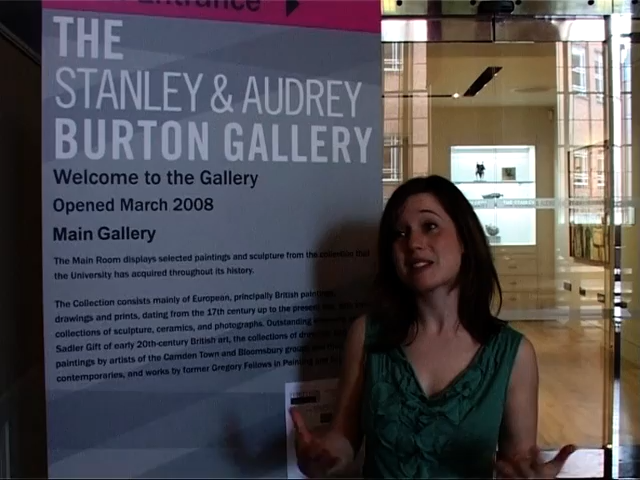 Entrance
THE
STANLEY & AUDREY
BURTON GALLERY
Welcome to the Gallery
Opened March 2008
Main Gallery
The Main Room displays selected paintings and sculpture from the collection that
the University has acquired throughout its history.
The Collection consists mainly of European, principally British paintings,
drawings and prints, dating from the 17th century up to the present
collections of sculpture, ceramics, and photographs. Outstanding
Sadler Gift of early 20th-century British art, the collections of
paintings by artists of the Camden Town and Bloomsbury groups
contemporaries, and works by former Gregory Fellows in Painting